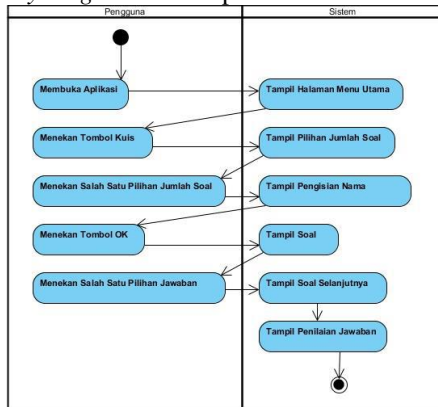 Pengguna
Sistem
Membuka Aplikasi
Tampil Halaman Menu Utama
Menekan Tombol Kuis
Tampil Pilihan Jumlah Soal
Menekan Salah Satu Pilihan Jumlah Soal
Tampil Pengisian Nama
Menekan Tombol OK
Tampil Soal
Menekan Salah Satu Pilihan Jawaban
Tampil Soal Selanjutnya
Tampil Penilaian Jawaban